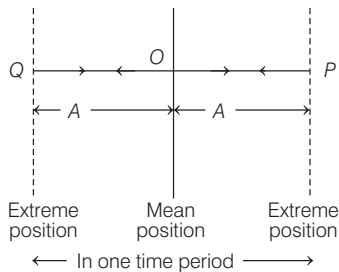 Q O P
A A
Extreme Mean Extreme
position position position
In one time period